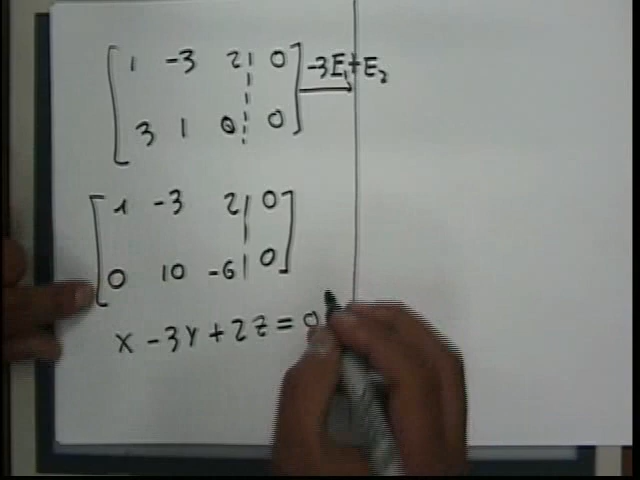 1 -3 2 | 0 -3E₁+E₂
3 1 0 | 0
1 -3 2 | 0
0 10 -6 | 0
x -3y + 2z = 0